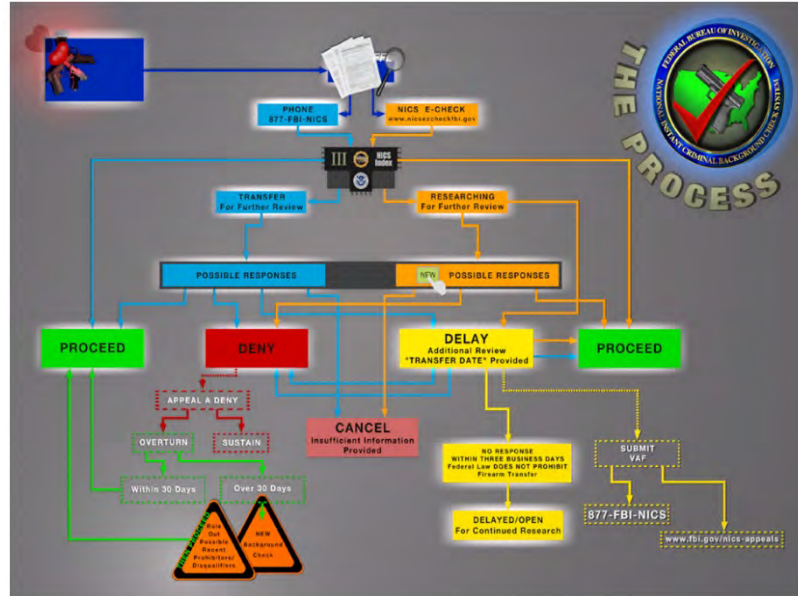 FEDERAL BUREAU OF INVESTIGATION
NATIONAL INSTANT CRIMINAL BACKGROUND CHECK SYSTEM
THE PROCESS
PHONE
877-FBI-NICS
NICS E-CHECK
www.nicsezcheckfbi.gov
III
NICS
Index
TRANSFER
For Further Review
RESEARCHING
For Further Review
POSSIBLE RESPONSES
NEW
POSSIBLE RESPONSES
PROCEED
DENY
DELAY
Additional Review
"TRANSFER DATE" Provided
PROCEED
APPEAL A DENY
OVERTURN
SUSTAIN
CANCEL
Insufficient Information
Provided
Within 30 Days
Over 30 Days
THEN PROCEED
Rule
Out
Possible
Recent
Prohibitors/
Disqualifiers
NEW
Background
Check
NO RESPONSE
WITHIN THREE BUSINESS DAYS
Federal Law DOES NOT PROHIBIT
Firearm Transfer
DELAYED/OPEN
For Continued Research
SUBMIT
VAF
877-FBI-NICS
www.fbi.gov/nics-appeals